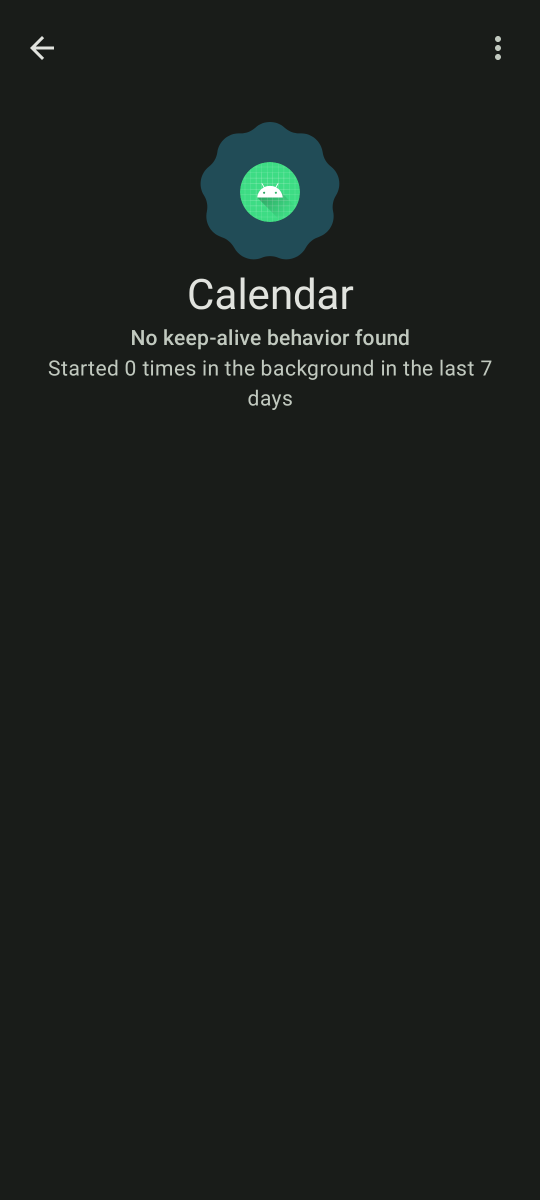 Calendar
No keep-alive behavior found
Started 0 times in the background in the last 7
days